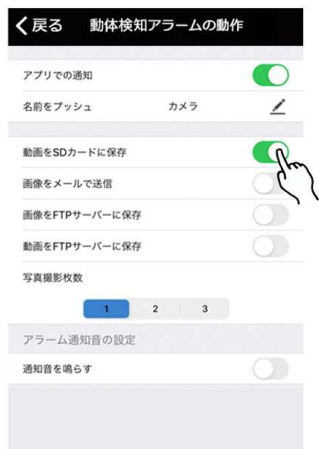 戻る 動体検知アラームの動作
アプリでの通知
名前をプッシュ カメラ
動画をSDカードに保存
画像をメールで送信
画像をFTPサーバーに保存
動画をFTPサーバーに保存
写真撮影枚数
1 2 3
アラーム通知音の設定
通知音を鳴らす